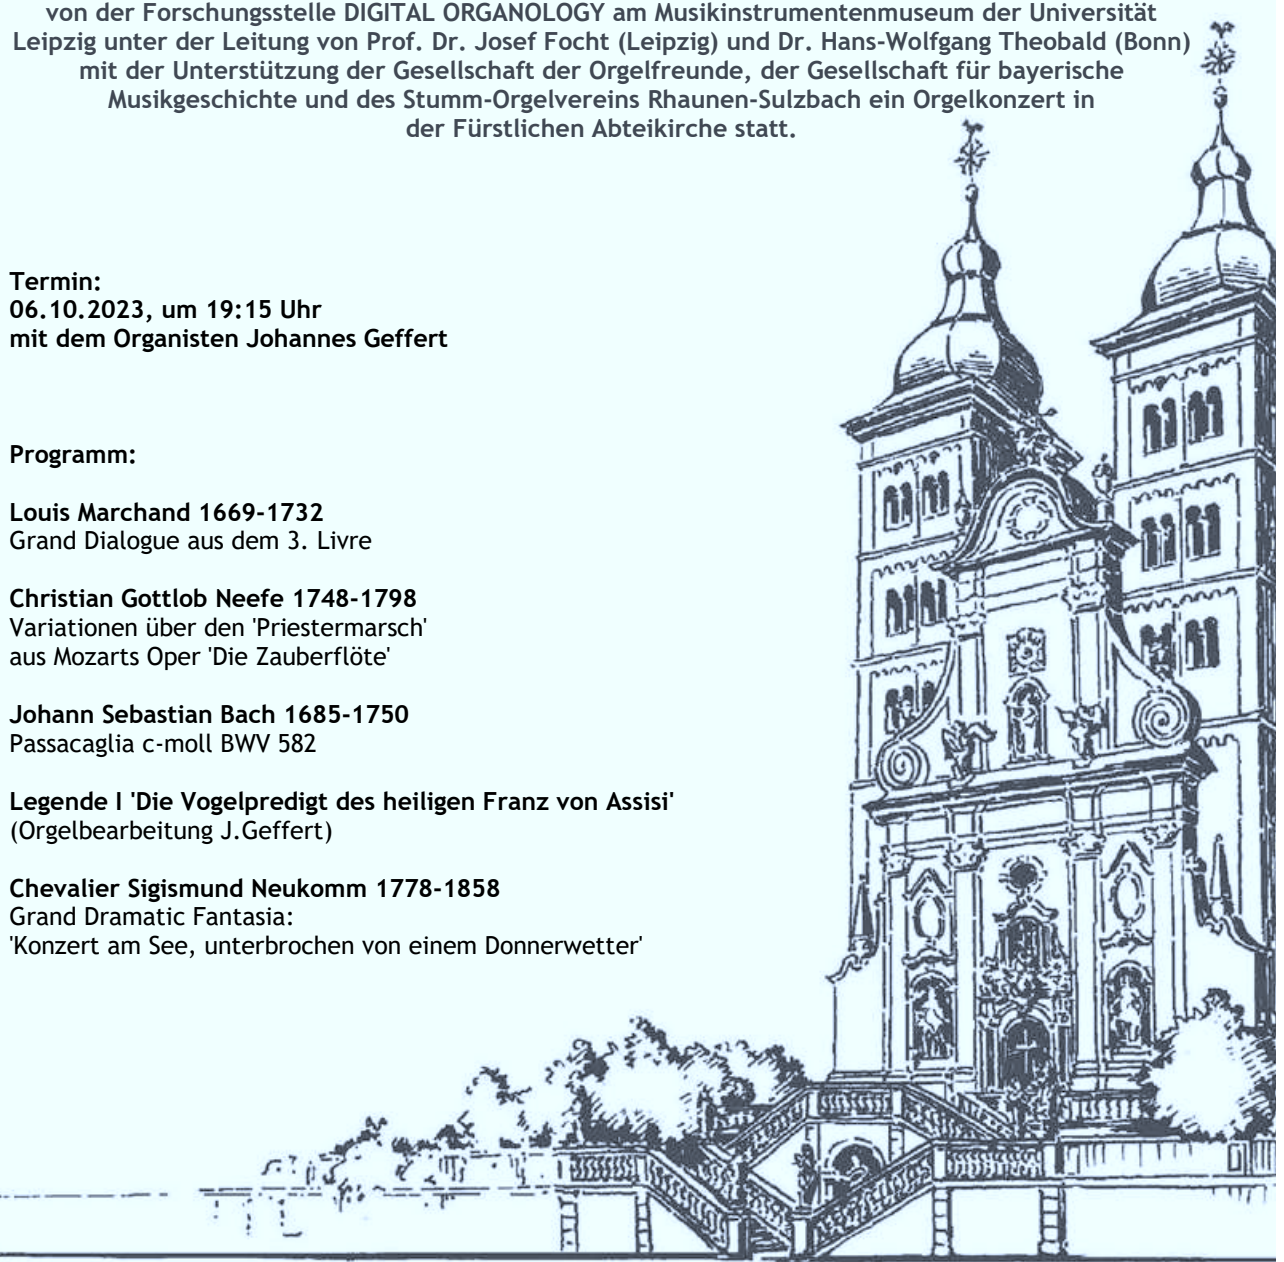 von der Forschungsstelle DIGITAL ORGANOLOGY am Musikinstrumentenmuseum der Universität
Leipzig unter der Leitung von Prof. Dr. Josef Focht (Leipzig) und Dr. Hans-Wolfgang Theobald (Bonn)
mit der Unterstützung der Gesellschaft der Orgelfreunde, der Gesellschaft für bayerische
Musikgeschichte und des Stumm-Orgelvereins Rhaunen-Sulzbach ein Orgelkonzert in
der Fürstlichen Abteikirche statt.
Termin:
06.10.2023, um 19:15 Uhr
mit dem Organisten Johannes Geffert
Programm:
Louis Marchand 1669-1732
Grand Dialogue aus dem 3. Livre
Christian Gottlob Neefe 1748-1798
Variationen über den 'Priestermarsch'
aus Mozarts Oper 'Die Zauberflöte'
Johann Sebastian Bach 1685-1750
Passacaglia c-moll BWV 582
Legende I 'Die Vogelpredigt des heiligen Franz von Assisi'
(Orgelbearbeitung J.Geffert)
Chevalier Sigismund Neukomm 1778-1858
Grand Dramatic Fantasia:
'Konzert am See, unterbrochen von einem Donnerwetter'